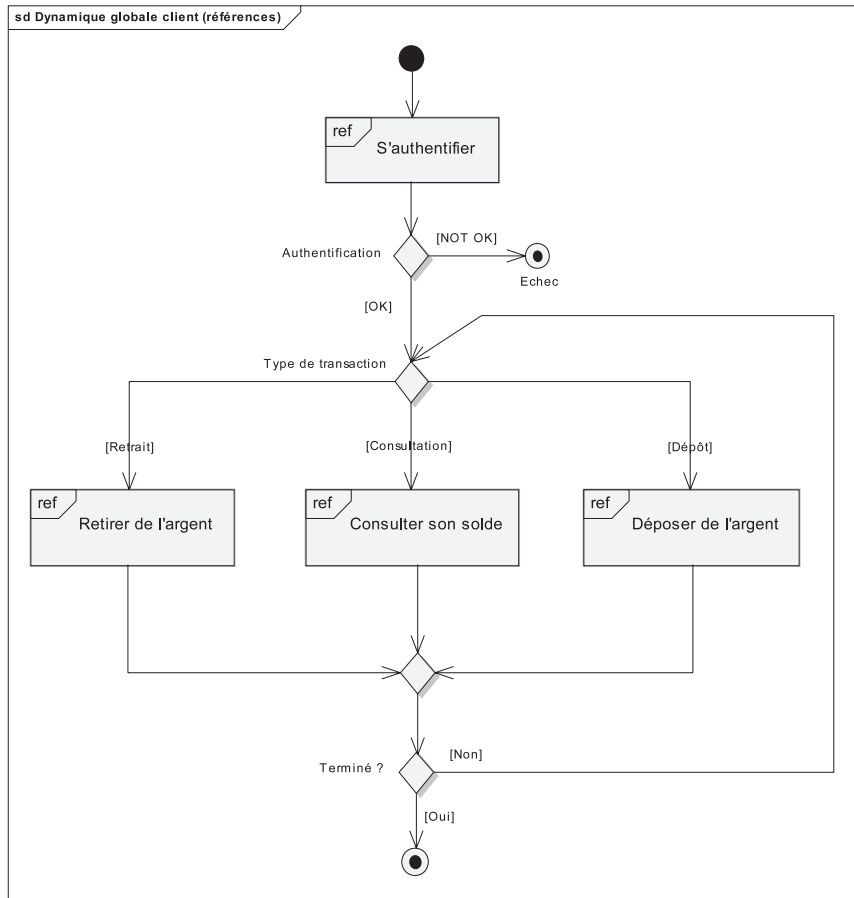 sd Dynamique globale client (références)
ref
S'authentifier
[NOT OK]
Authentification
Echec
[OK]
Type de transaction
[Retrait]
[Consultation]
[Dépôt]
ref
Retirer de l'argent
ref
Consulter son solde
ref
Déposer de l'argent
[Non]
Terminé ?
[Oui]